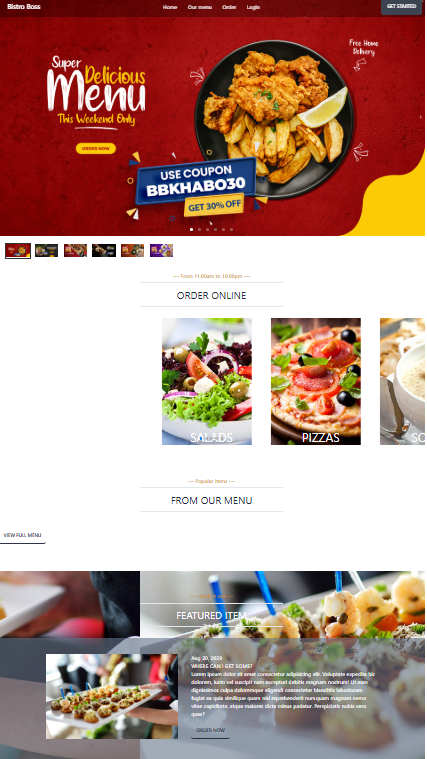 Bistro Boss
Home Our menu Order Login
GET STARTED
Super
Delicious
Menu
This Weekend Only
ORDER NOW
Free Home
Delivery
USE COUPON
BBKHABO30
GET 30% OFF
--- From 11.00am to 10.00pm ---
ORDER ONLINE
SALADS
PIZZAS
SO
--- Popular Items ---
FROM OUR MENU
VIEW FULL MENU
FEATURED ITEM
Aug 20, 2029
WHERE CAN I GET SOME?
Lorem ipsum dolor sit amet consectetur adipisicing elit. Voluptate expedita hic
dolorem, iusto vel suscipit nam excepturi debitis magnam nostrum! Ut eum
dignissimos culpa doloremque eligendi consectetur blanditiis laboriosam
fugiat ea quia similique quam nisi reprehenderit numquam magnam nemo
vitae cupiditate, atque maiores dicta minus pariatur. Perspiciatis nobis vero
quas?
ORDER NOW